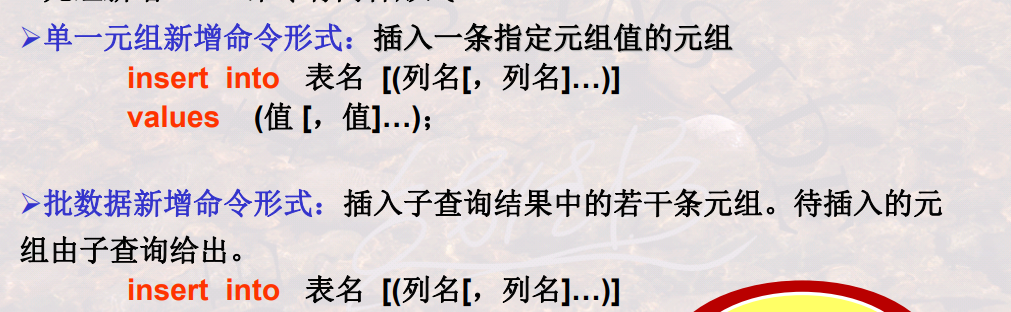 ➢单一元组新增命令形式：插入一条指定元组值的元组
insert into 表名 [(列名[，列名]…)]
values (值 [，值]…);
➢批数据新增命令形式：插入子查询结果中的若干条元组。待插入的元
组由子查询给出。
insert into 表名 [(列名[，列名]…)]